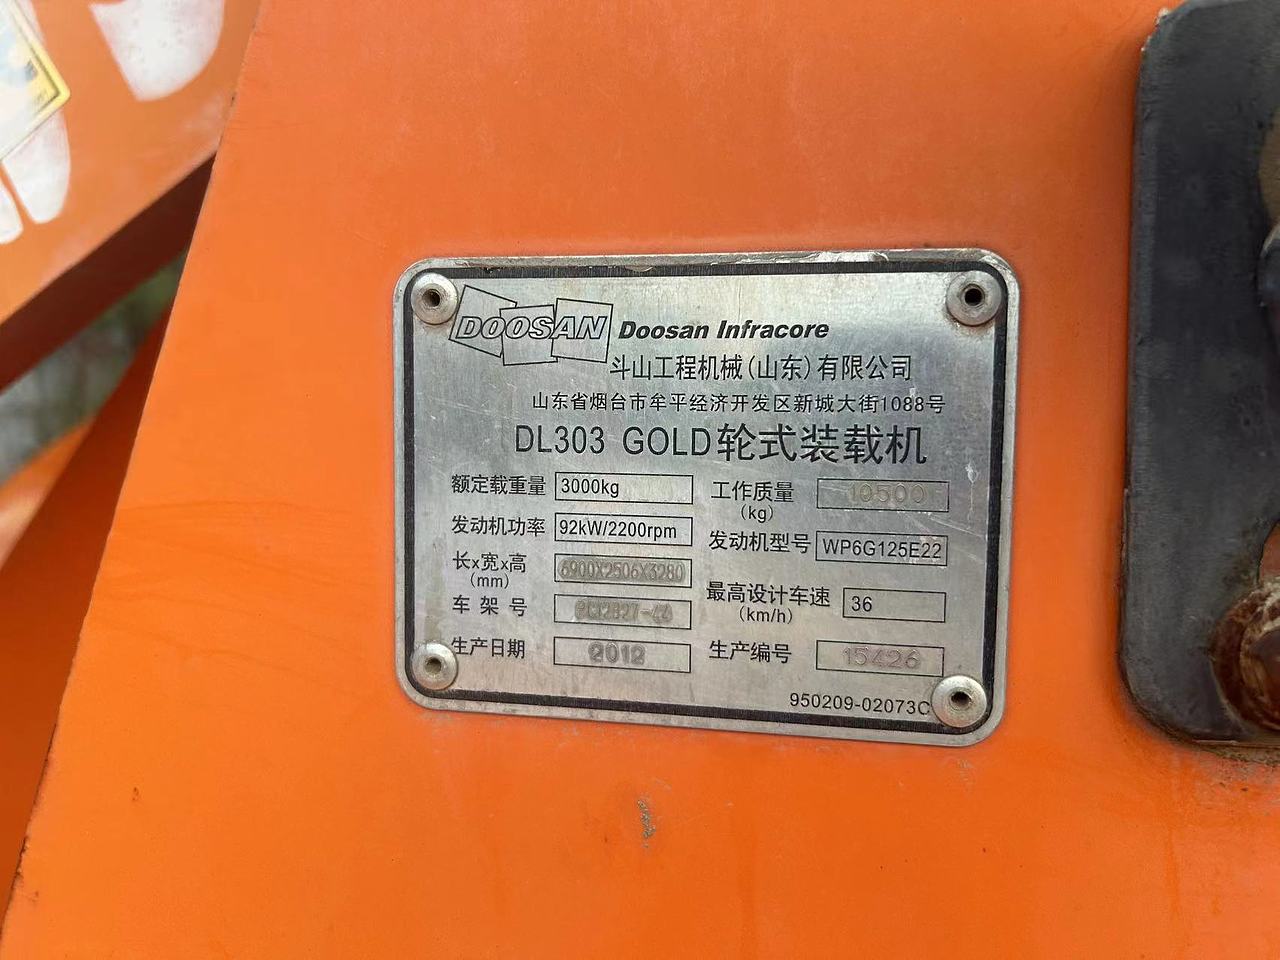 DOOSAN Doosan Infracore
斗山工程机械(山东)有限公司
山东省烟台市牟平经济开发区新城大街1088号
DL303 GOLD轮式装载机
额定载重量 3000kg 工作质量 (kg) 10500
发动机功率 92kW/2200rpm 发动机型号 WP6G125E22
长x宽x高 (mm) 6900X2506X3280 最高设计车速 (km/h) 36
车架号
生产日期 2012 生产编号 15426
950209-02073C